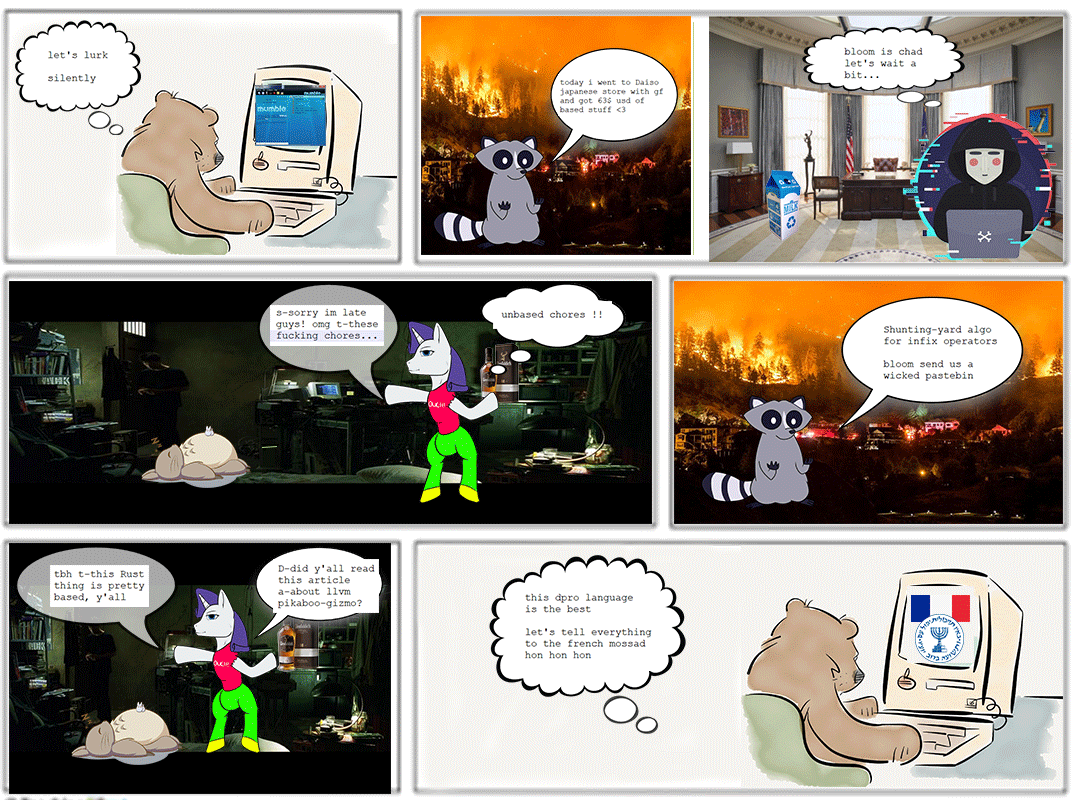 let's lurk
silently
mumble
mumble
today i went to Daiso
japanese store with gf
and got 63$ usd of
based stuff <3
bloom is chad
let's wait a
bit...
MILK
s-sorry im late
guys! omg t-these
fucking chores...
unbased chores !!
Shunting-yard algo
for infix operators
bloom send us a
wicked pastebin
tbh t-this Rust
thing is pretty
based, y'all
D-did y'all read
this article
a-about llvm
pikaboo-gizmo?
this dpro language
is the best
let's tell everything
to the french mossad
hon hon hon